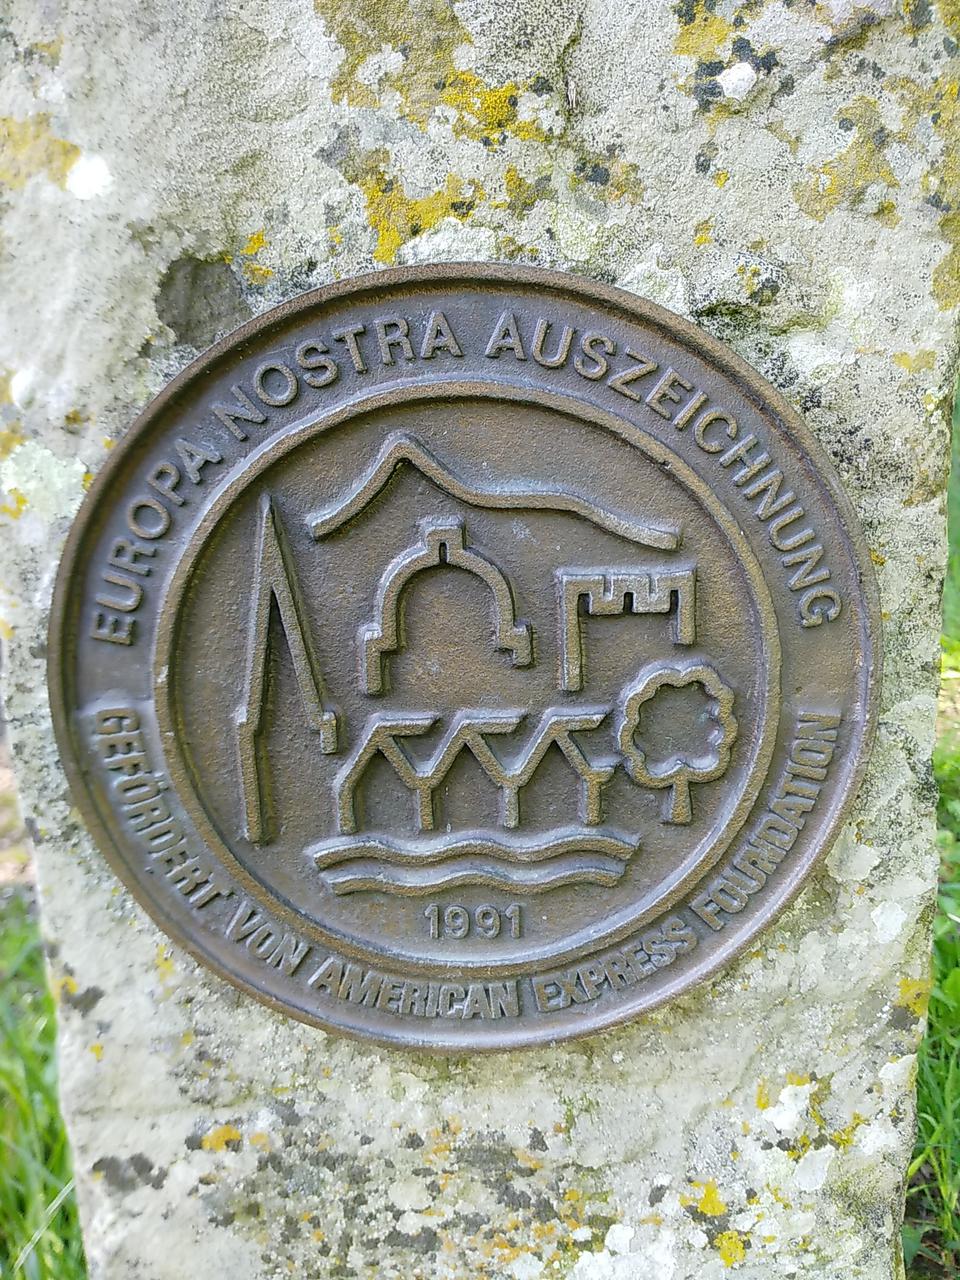 EUROPA NOSTRA AUSZEICHNUNG
1991
GEFÖRDERT VON AMERICAN EXPRESS FOUNDATION